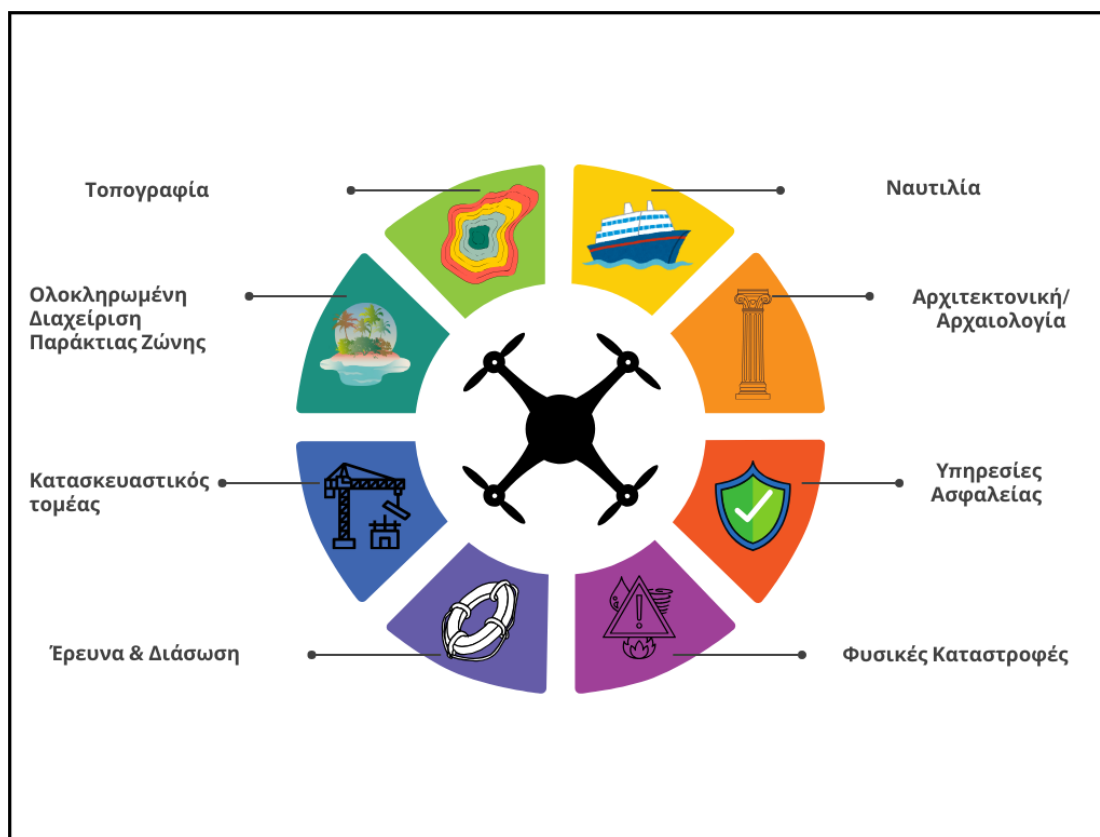 Τοπογραφία
Ναυτιλία
Ολοκληρωμένη
Διαχείριση
Παράκτιας Ζώνης
Αρχιτεκτονική/
Αρχαιολογία
Κατασκευαστικός
τομέας
Υπηρεσίες
Ασφαλείας
Έρευνα & Διάσωση
Φυσικές Καταστροφές